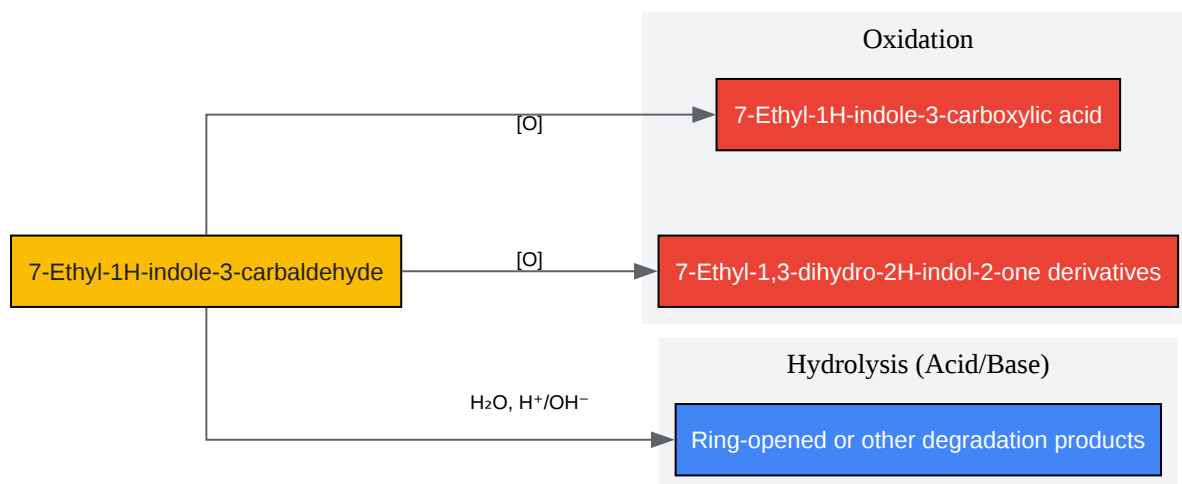 Oxidation
7-Ethyl-1H-indole-3-carboxylic acid
[O]
7-Ethyl-1H-indole-3-carbaldehyde
[O]
7-Ethyl-1,3-dihydro-2H-indol-2-one derivatives
Hydrolysis (Acid/Base)
H₂O, H⁺/OH⁻
Ring-opened or other degradation products